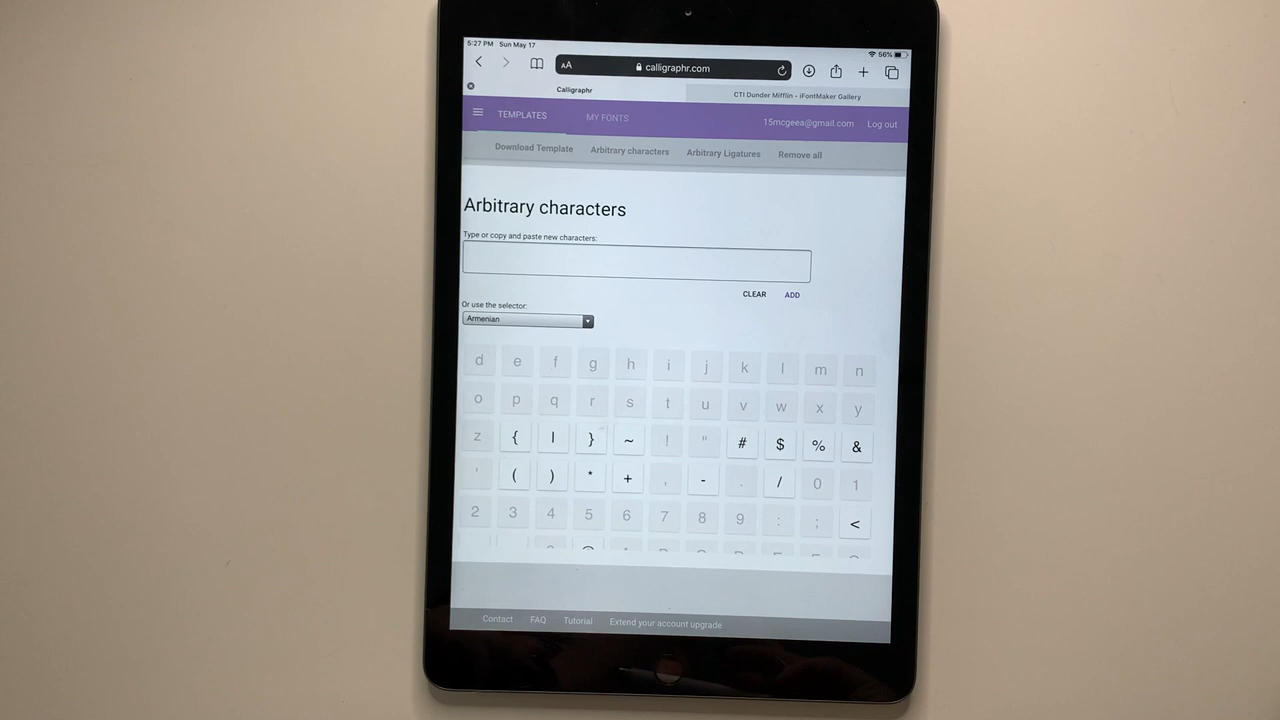 5:27 PM Sun May 17 56%
AA calligraphr.com
Calligraphr CTI Dunder Mifflin - iFontMaker Gallery
TEMPLATES MY FONTS 15mcgeea@gmail.com Log out
Download Template Arbitrary characters Arbitrary Ligatures Remove all
Arbitrary characters
Type or copy and paste new characters:
CLEAR ADD
Or use the selector:
Armenian
d e f g h i j k l m n
o p q r s t u v w x y
z { | } ~ ! " # $ % &
' ( ) * + , - . / 0 1
2 3 4 5 6 7 8 9 : ; <
Contact FAQ Tutorial Extend your account upgrade